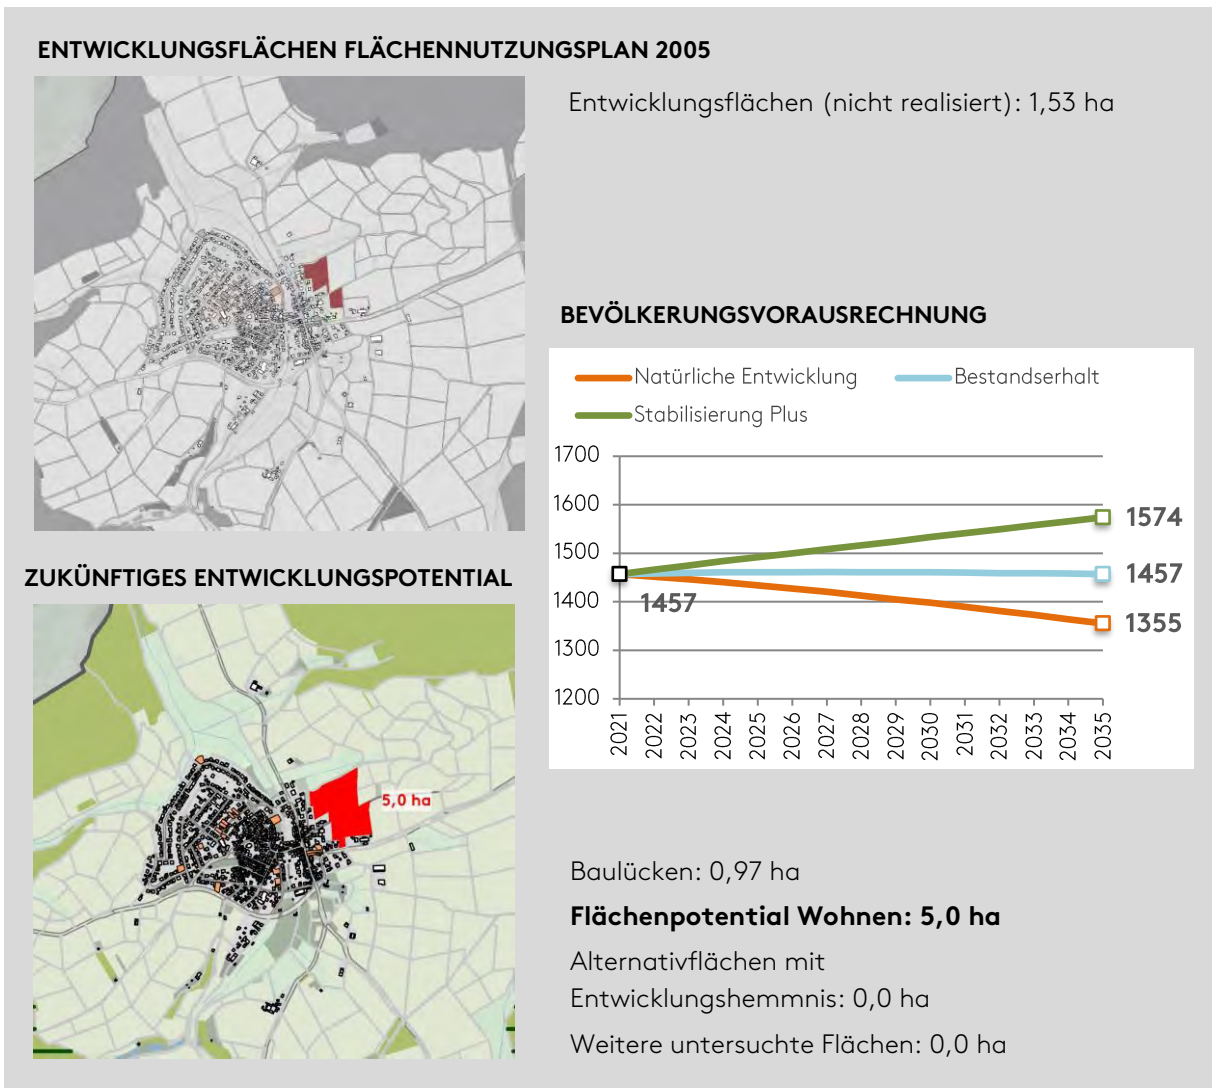 ENTWICKLUNGSFLÄCHEN FLÄCHENNUTZUNGSPLAN 2005
Entwicklungsflächen (nicht realisiert): 1,53 ha
BEVÖLKERUNGSVORAUSRECHNUNG
Natürliche Entwicklung
Bestandserhalt
Stabilisierung Plus
1700
1600
1500
1400
1300
1200
1574
1457
1457
1355
2021
2022
2023
2024
2025
2026
2027
2028
2029
2030
2031
2032
2033
2034
2035
ZUKÜNFTIGES ENTWICKLUNGSPOTENTIAL
5,0 ha
Baulücken: 0,97 ha
Flächenpotential Wohnen: 5,0 ha
Alternativflächen mit
Entwicklungshemmnis: 0,0 ha
Weitere untersuchte Flächen: 0,0 ha